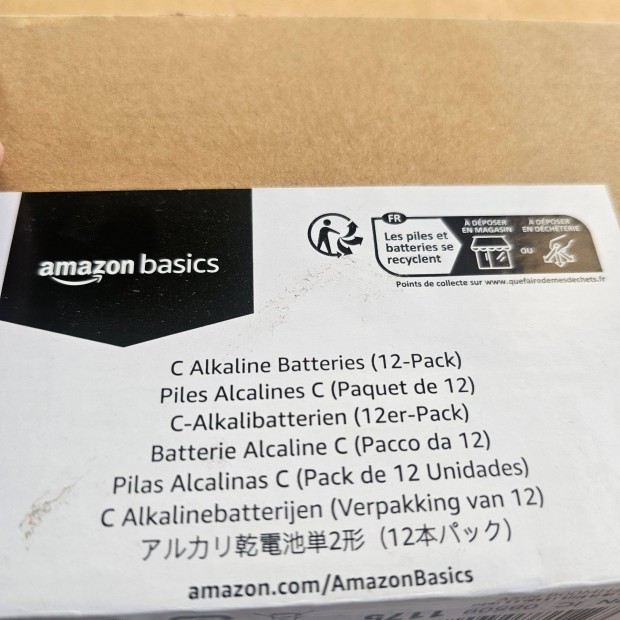 amazon basics
FR
Les piles et
batteries se
recyclent
À DÉPOSER
EN MAGASIN
OU
À DÉPOSER
EN DÉCHÈTERIE
Points de collecte sur www.quefairedemesdechets.fr
C Alkaline Batteries (12-Pack)
Piles Alcalines C (Paquet de 12)
C-Alkalibatterien (12er-Pack)
Batterie Alcaline C (Pacco da 12)
Pilas Alcalinas C (Pack de 12 Unidades)
C Alkalinebatterijen (Verpakking van 12)
アルカリ乾電池単2形（12本パック）
amazon.com/AmazonBasics